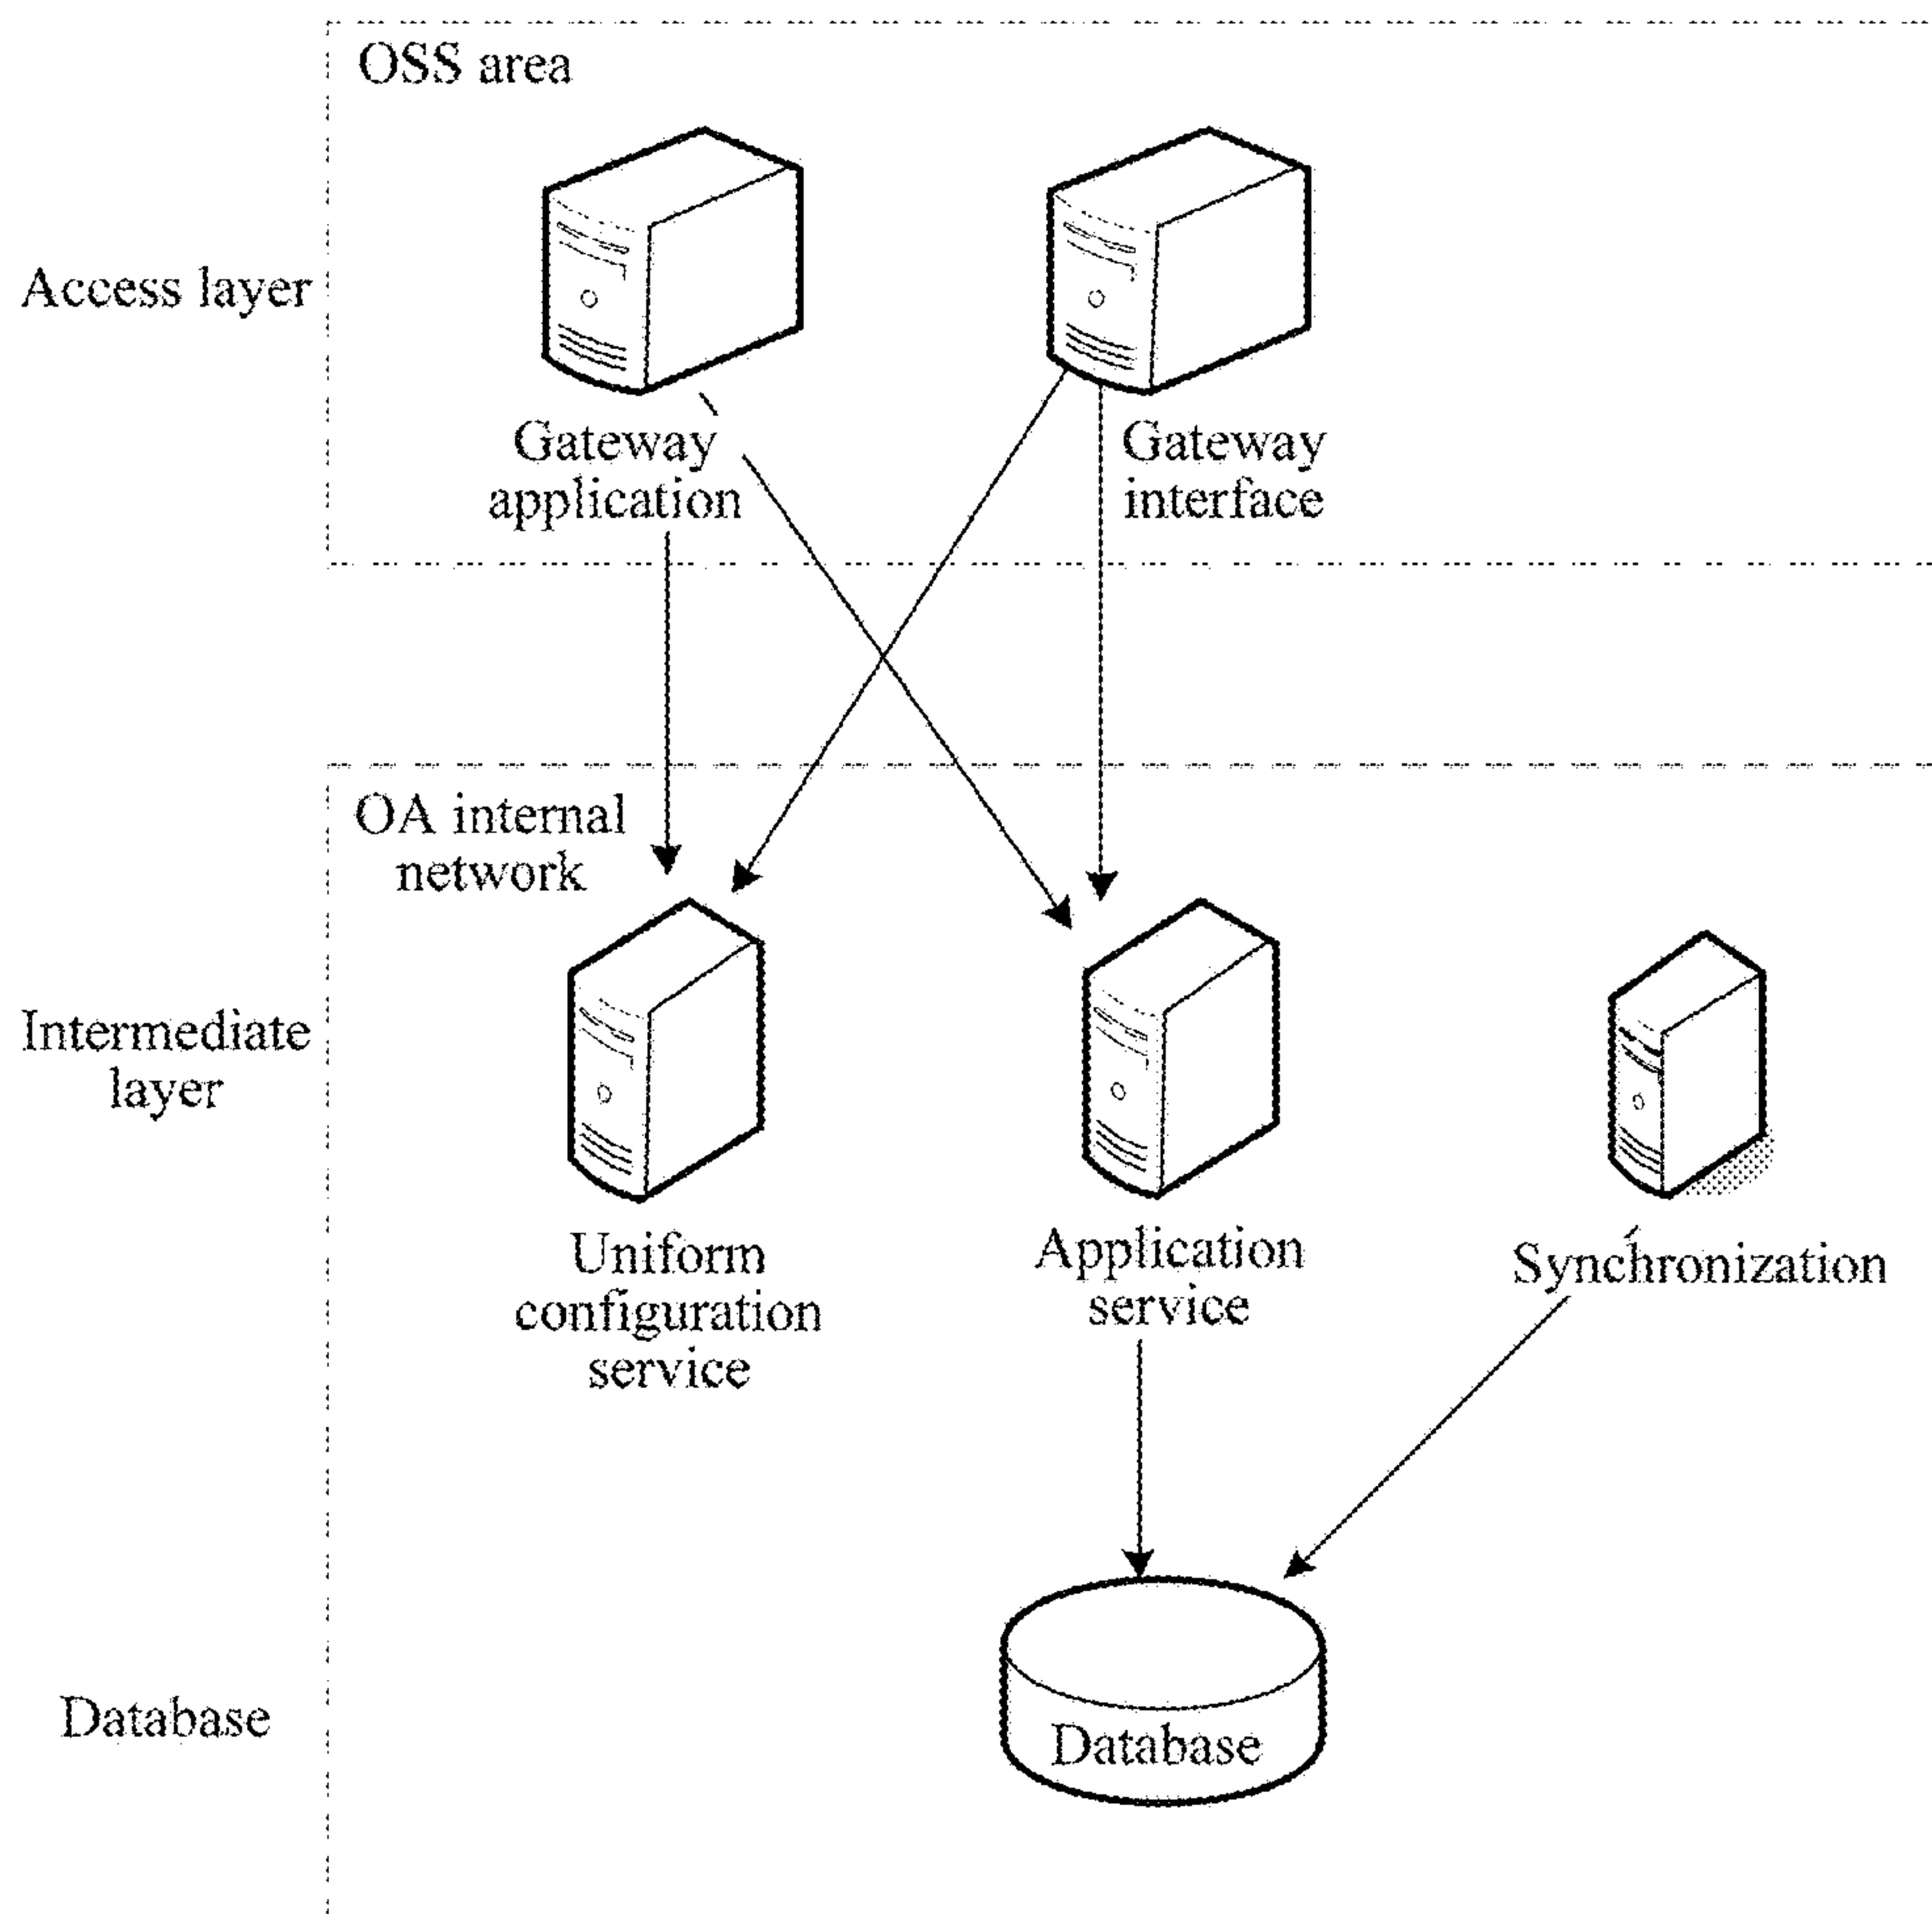 OSS area
Access layer
Gateway
application
Gateway
interface
OA internal
network
Intermediate
layer
Uniform
configuration
service
Application
service
Synchronization
Database
Database